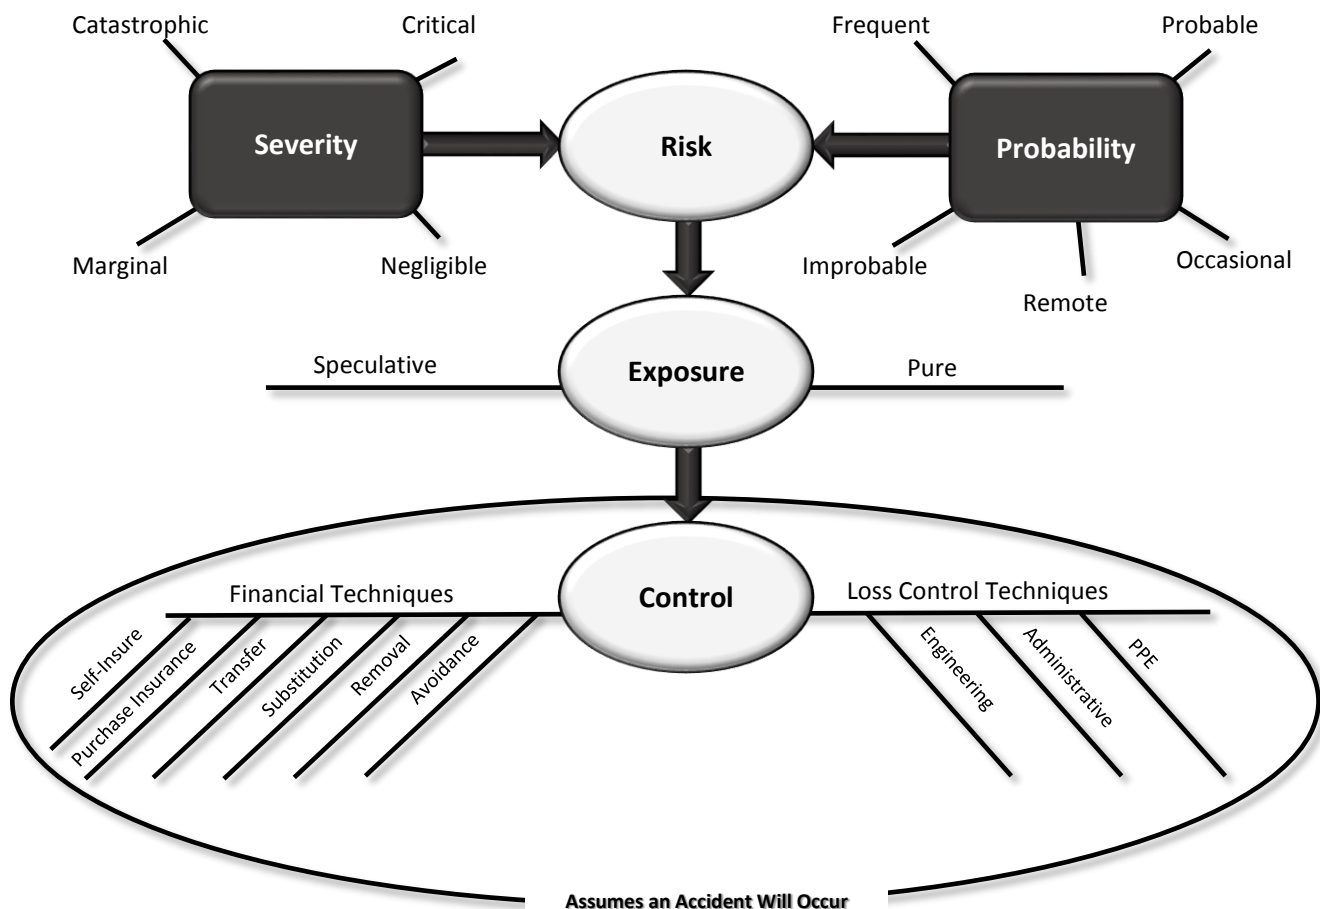 Catastrophic
Critical
Frequent
Probable
Severity
Risk
Probability
Marginal
Negligible
Improbable
Remote
Occasional
Speculative
Exposure
Pure
Financial Techniques
Control
Loss Control Techniques
Self-Insure
Purchase Insurance
Transfer
Substitution
Removal
Avoidance
Engineering
Administrative
PPE
Assumes an Accident Will Occur